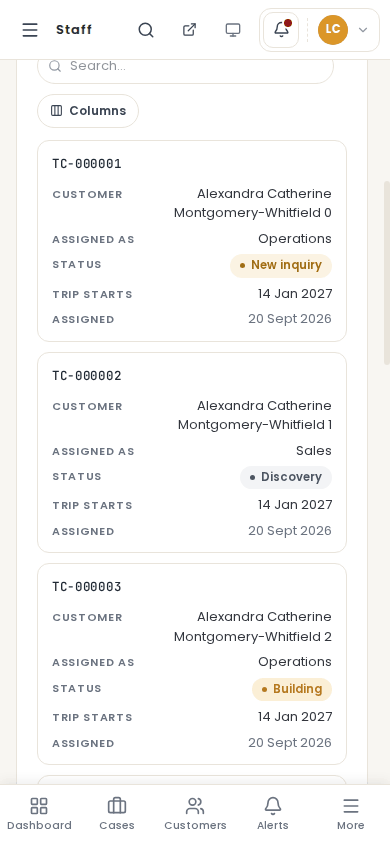 Staff
LC
Search...
Columns
TC-000001
CUSTOMER Alexandra Catherine
Montgomery-Whitfield 0
ASSIGNED AS Operations
STATUS New inquiry
TRIP STARTS 14 Jan 2027
ASSIGNED 20 Sept 2026
TC-000002
CUSTOMER Alexandra Catherine
Montgomery-Whitfield 1
ASSIGNED AS Sales
STATUS Discovery
TRIP STARTS 14 Jan 2027
ASSIGNED 20 Sept 2026
TC-000003
CUSTOMER Alexandra Catherine
Montgomery-Whitfield 2
ASSIGNED AS Operations
STATUS Building
TRIP STARTS 14 Jan 2027
ASSIGNED 20 Sept 2026
Dashboard Cases Customers Alerts More